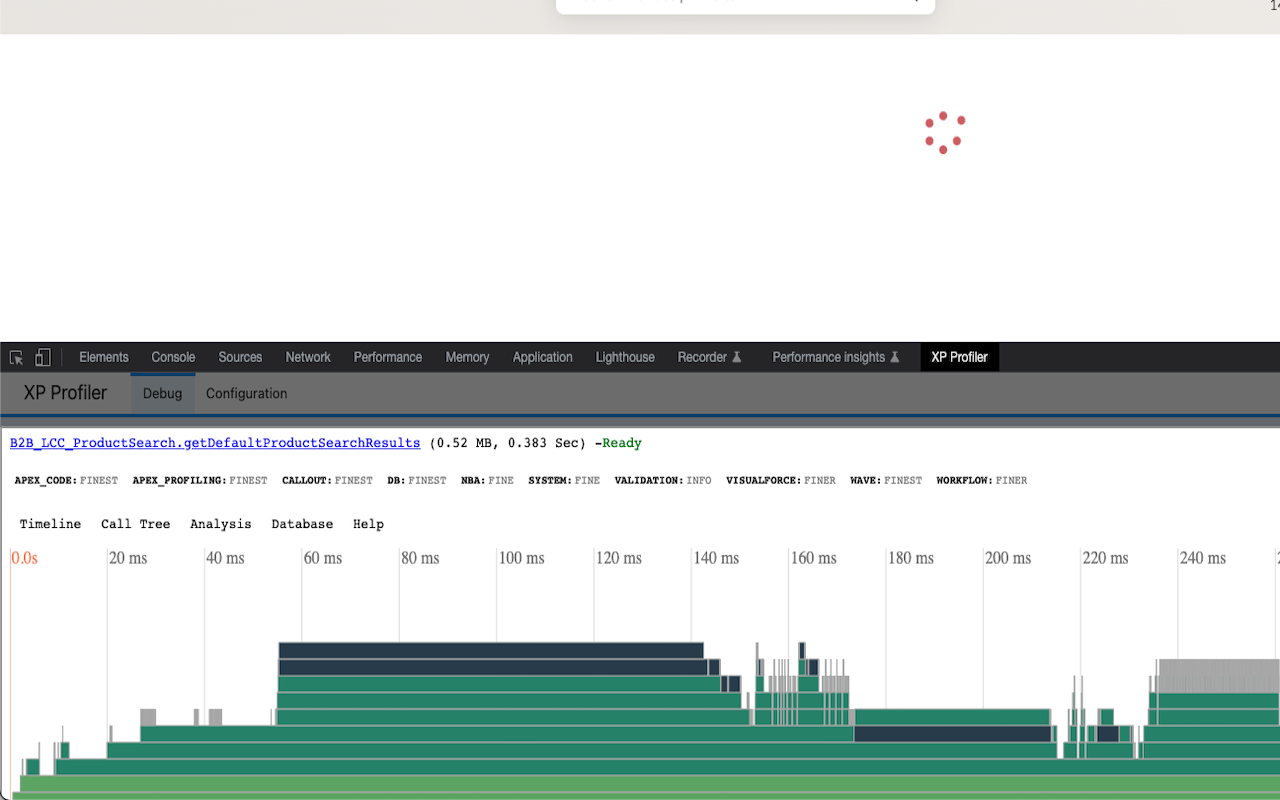 Elements Console Sources Network Performance Memory Application Lighthouse Recorder Performance insights XP Profiler
XP Profiler Debug Configuration
B2B_LCC_ProductSearch.getDefaultProductSearchResults (0.52 MB, 0.383 Sec) -Ready
APEX_CODE: FINEST APEX_PROFILING: FINEST CALLOUT: FINEST DB: FINEST NBA: FINE SYSTEM: FINE VALIDATION: INFO VISUALFORCE: FINER WAVE: FINEST WORKFLOW: FINER
Timeline Call Tree Analysis Database Help
0.0s 20 ms 40 ms 60 ms 80 ms 100 ms 120 ms 140 ms 160 ms 180 ms 200 ms 220 ms 240 ms